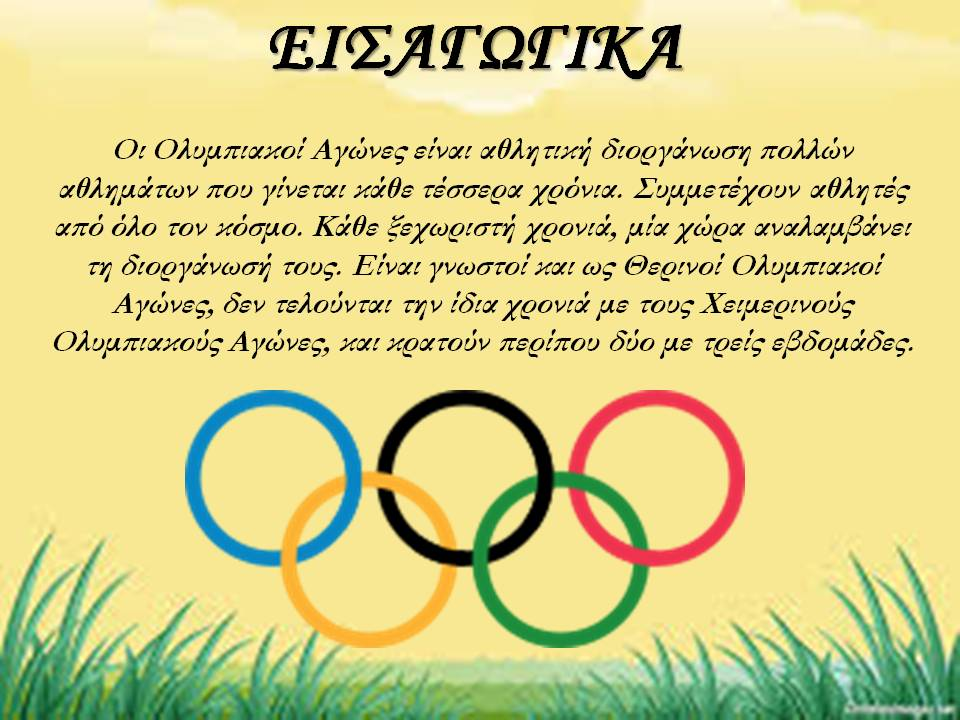 ΕΙΣΑΓΩΓΙΚΑ
Οι Ολυμπιακοί Αγώνες είναι αθλητική διοργάνωση πολλών
αθλημάτων που γίνεται κάθε τέσσερα χρόνια. Συμμετέχουν αθλητές
από όλο τον κόσμο. Κάθε ξεχωριστή χρονιά, μία χώρα αναλαμβάνει
τη διοργάνωσή τους. Είναι γνωστοί και ως Θερινοί Ολυμπιακοί
Αγώνες, δεν τελούνται την ίδια χρονιά με τους Χειμερινούς
Ολυμπιακούς Αγώνες, και κρατούν περίπου δύο με τρείς εβδομάδες.